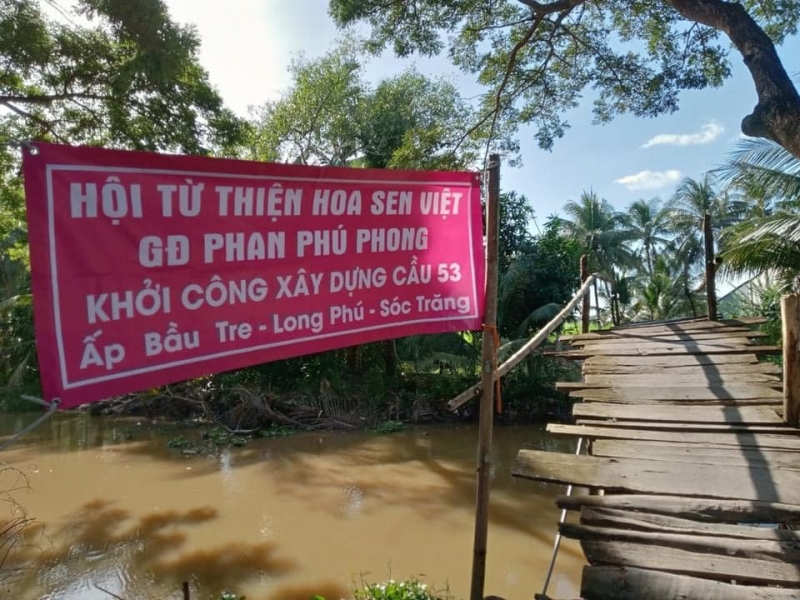 HỘI TỪ THIỆN HOA SEN VIỆT
GĐ PHAN PHÚ PHONG
KHỞI CÔNG XÂY DỰNG CẦU 53
Ấp Bầu Tre - Long Phú - Sóc Trăng